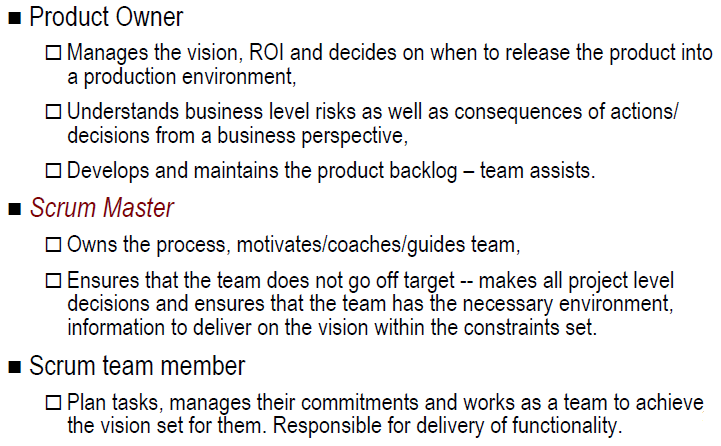 Product Owner
Manages the vision, ROI and decides on when to release the product into
a production environment,
Understands business level risks as well as consequences of actions/
decisions from a business perspective,
Develops and maintains the product backlog – team assists.
Scrum Master
Owns the process, motivates/coaches/guides team,
Ensures that the team does not go off target -- makes all project level
decisions and ensures that the team has the necessary environment,
information to deliver on the vision within the constraints set.
Scrum team member
Plan tasks, manages their commitments and works as a team to achieve
the vision set for them. Responsible for delivery of functionality.